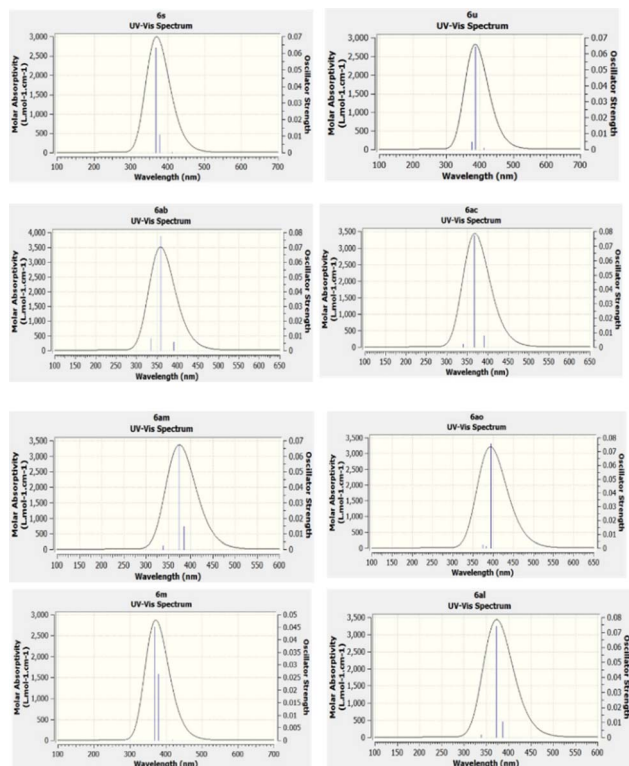 6s
UV-Vis Spectrum
Molar Absorptivity
(L.mol-1.cm-1)
3,000
2,500
2,000
1,500
1,000
500
0
0.07
0.06
0.05
0.04
0.03
0.02
0.01
0
Oscillator Strength
100 200 300 400 500 600 700
Wavelength (nm)
6u
UV-Vis Spectrum
Molar Absorptivity
(L.mol-1.cm-1)
3,000
2,500
2,000
1,500
1,000
500
0
0.07
0.06
0.05
0.04
0.03
0.02
0.01
0
Oscillator Strength
100 200 300 400 500 600 700
Wavelength (nm)
6ab
UV-Vis Spectrum
Molar Absorptivity
(L.mol-1.cm-1)
4,000
3,500
3,000
2,500
2,000
1,500
1,000
500
0
0.08
0.07
0.06
0.05
0.04
0.03
0.02
0.01
0
Oscillator Strength
100 150 200 250 300 350 400 450 500 550 600 650
Wavelength (nm)
6ac
UV-Vis Spectrum
Molar Absorptivity
(L.mol-1.cm-1)
3,500
3,000
2,500
2,000
1,500
1,000
500
0
0.08
0.07
0.06
0.05
0.04
0.03
0.02
0.01
0
Oscillator Strength
100 150 200 250 300 350 400 450 500 550 600 650
Wavelength (nm)
6am
UV-Vis Spectrum
Molar Absorptivity
(L.mol-1.cm-1)
3,500
3,000
2,500
2,000
1,500
1,000
500
0
0.07
0.06
0.05
0.04
0.03
0.02
0.01
0
Oscillator Strength
100 150 200 250 300 350 400 450 500 550 600
Wavelength (nm)
6ao
UV-Vis Spectrum
Molar Absorptivity
(L.mol-1.cm-1)
3,500
3,000
2,500
2,000
1,500
1,000
500
0
0.08
0.07
0.06
0.05
0.04
0.03
0.02
0.01
0
Oscillator Strength
100 150 200 250 300 350 400 450 500 550 600 650
Wavelength (nm)
6m
UV-Vis Spectrum
Molar Absorptivity
(L.mol-1.cm-1)
3,000
2,500
2,000
1,500
1,000
500
0
0.05
0.045
0.04
0.035
0.03
0.025
0.02
0.015
0.01
0.005
0
Oscillator Strength
100 200 300 400 500 600 700
Wavelength (nm)
6al
UV-Vis Spectrum
Molar Absorptivity
(L.mol-1.cm-1)
3,500
3,000
2,500
2,000
1,500
1,000
500
0
0.08
0.07
0.06
0.05
0.04
0.03
0.02
0.01
0
Oscillator Strength
100 150 200 250 300 350 400 450 500 550 600
Wavelength (nm)